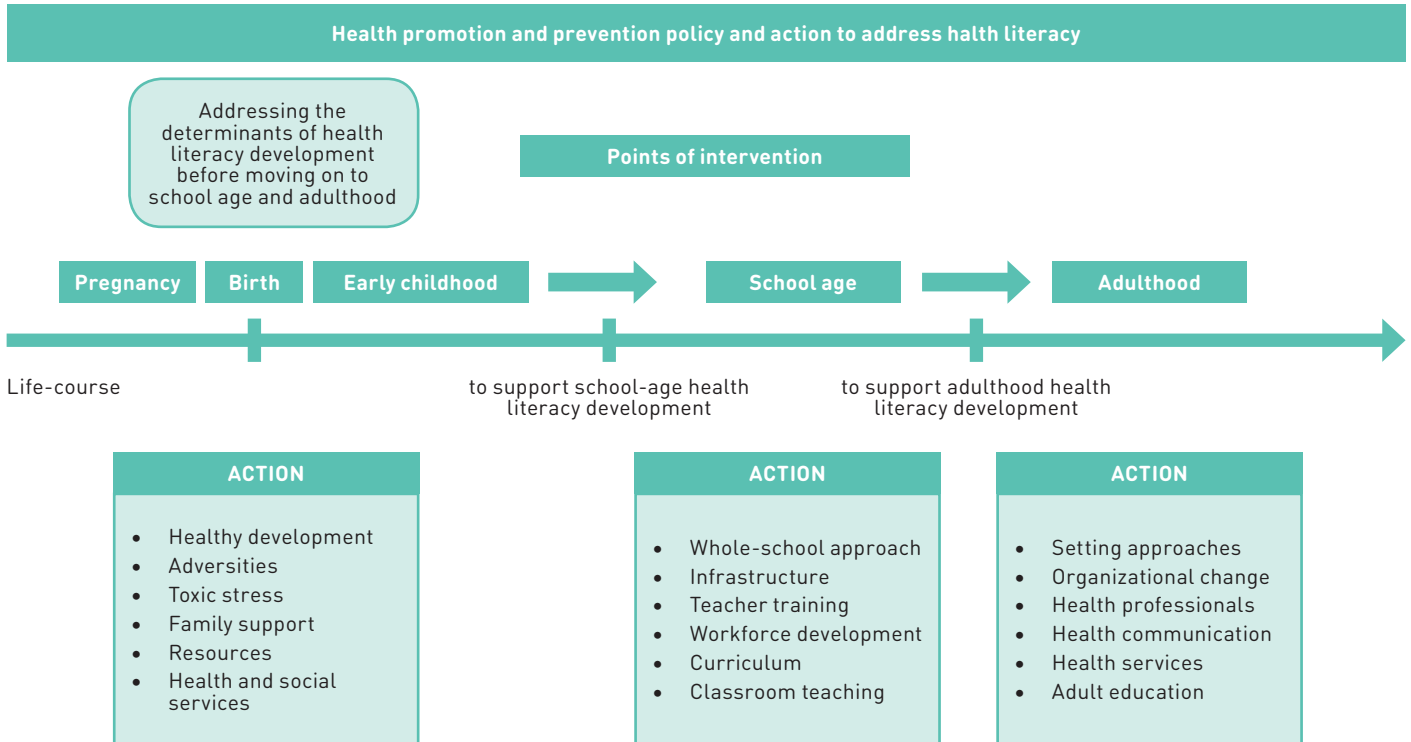 Health promotion and prevention policy and action to address halth literacy
Addressing the
determinants of health
literacy development
before moving on to
school age and adulthood
Points of intervention
Pregnancy
Birth
Early childhood
School age
Adulthood
Life-course
to support school-age health
literacy development
to support adulthood health
literacy development
ACTION
• Healthy development
• Adversities
• Toxic stress
• Family support
• Resources
• Health and social
services
ACTION
• Whole-school approach
• Infrastructure
• Teacher training
• Workforce development
• Curriculum
• Classroom teaching
ACTION
• Setting approaches
• Organizational change
• Health professionals
• Health communication
• Health services
• Adult education